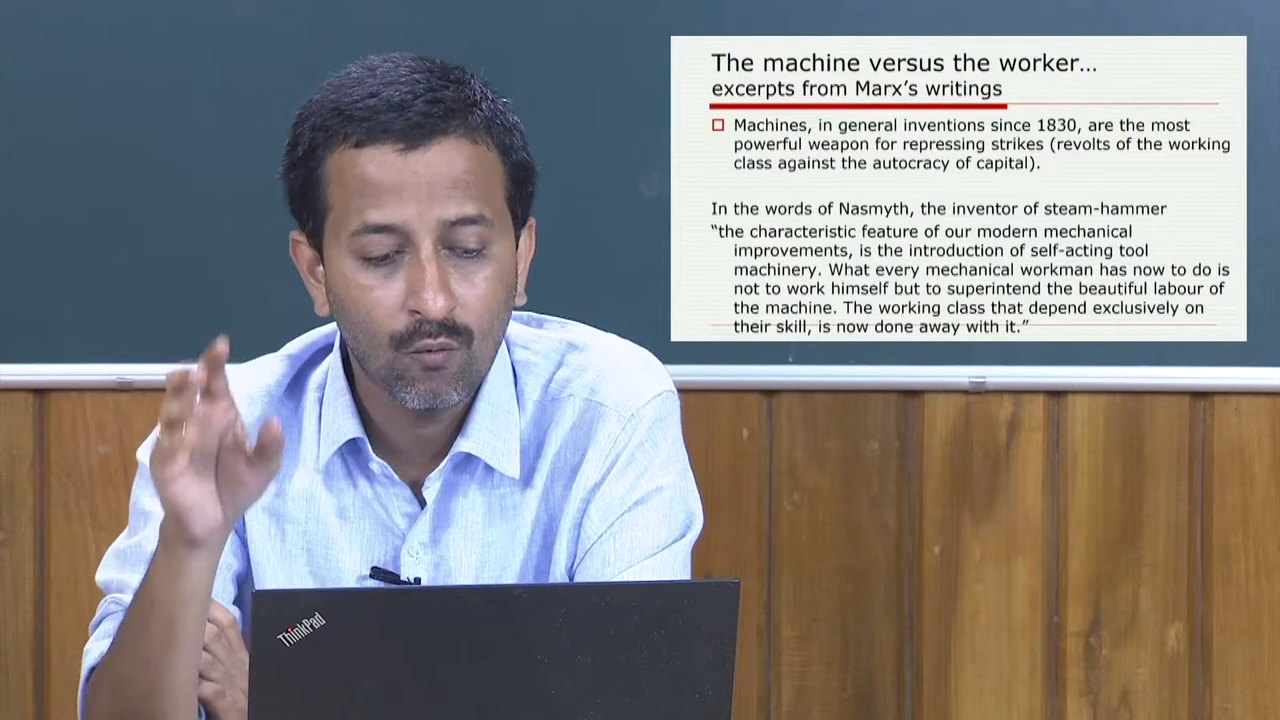 The machine versus the worker…
excerpts from Marx’s writings
Machines, in general inventions since 1830, are the most
powerful weapon for repressing strikes (revolts of the working
class against the autocracy of capital).
In the words of Nasmyth, the inventor of steam-hammer
“the characteristic feature of our modern mechanical
improvements, is the introduction of self-acting tool
machinery. What every mechanical workman has now to do is
not to work himself but to superintend the beautiful labour of
the machine. The working class that depend exclusively on
their skill, is now done away with it.”
ThinkPad